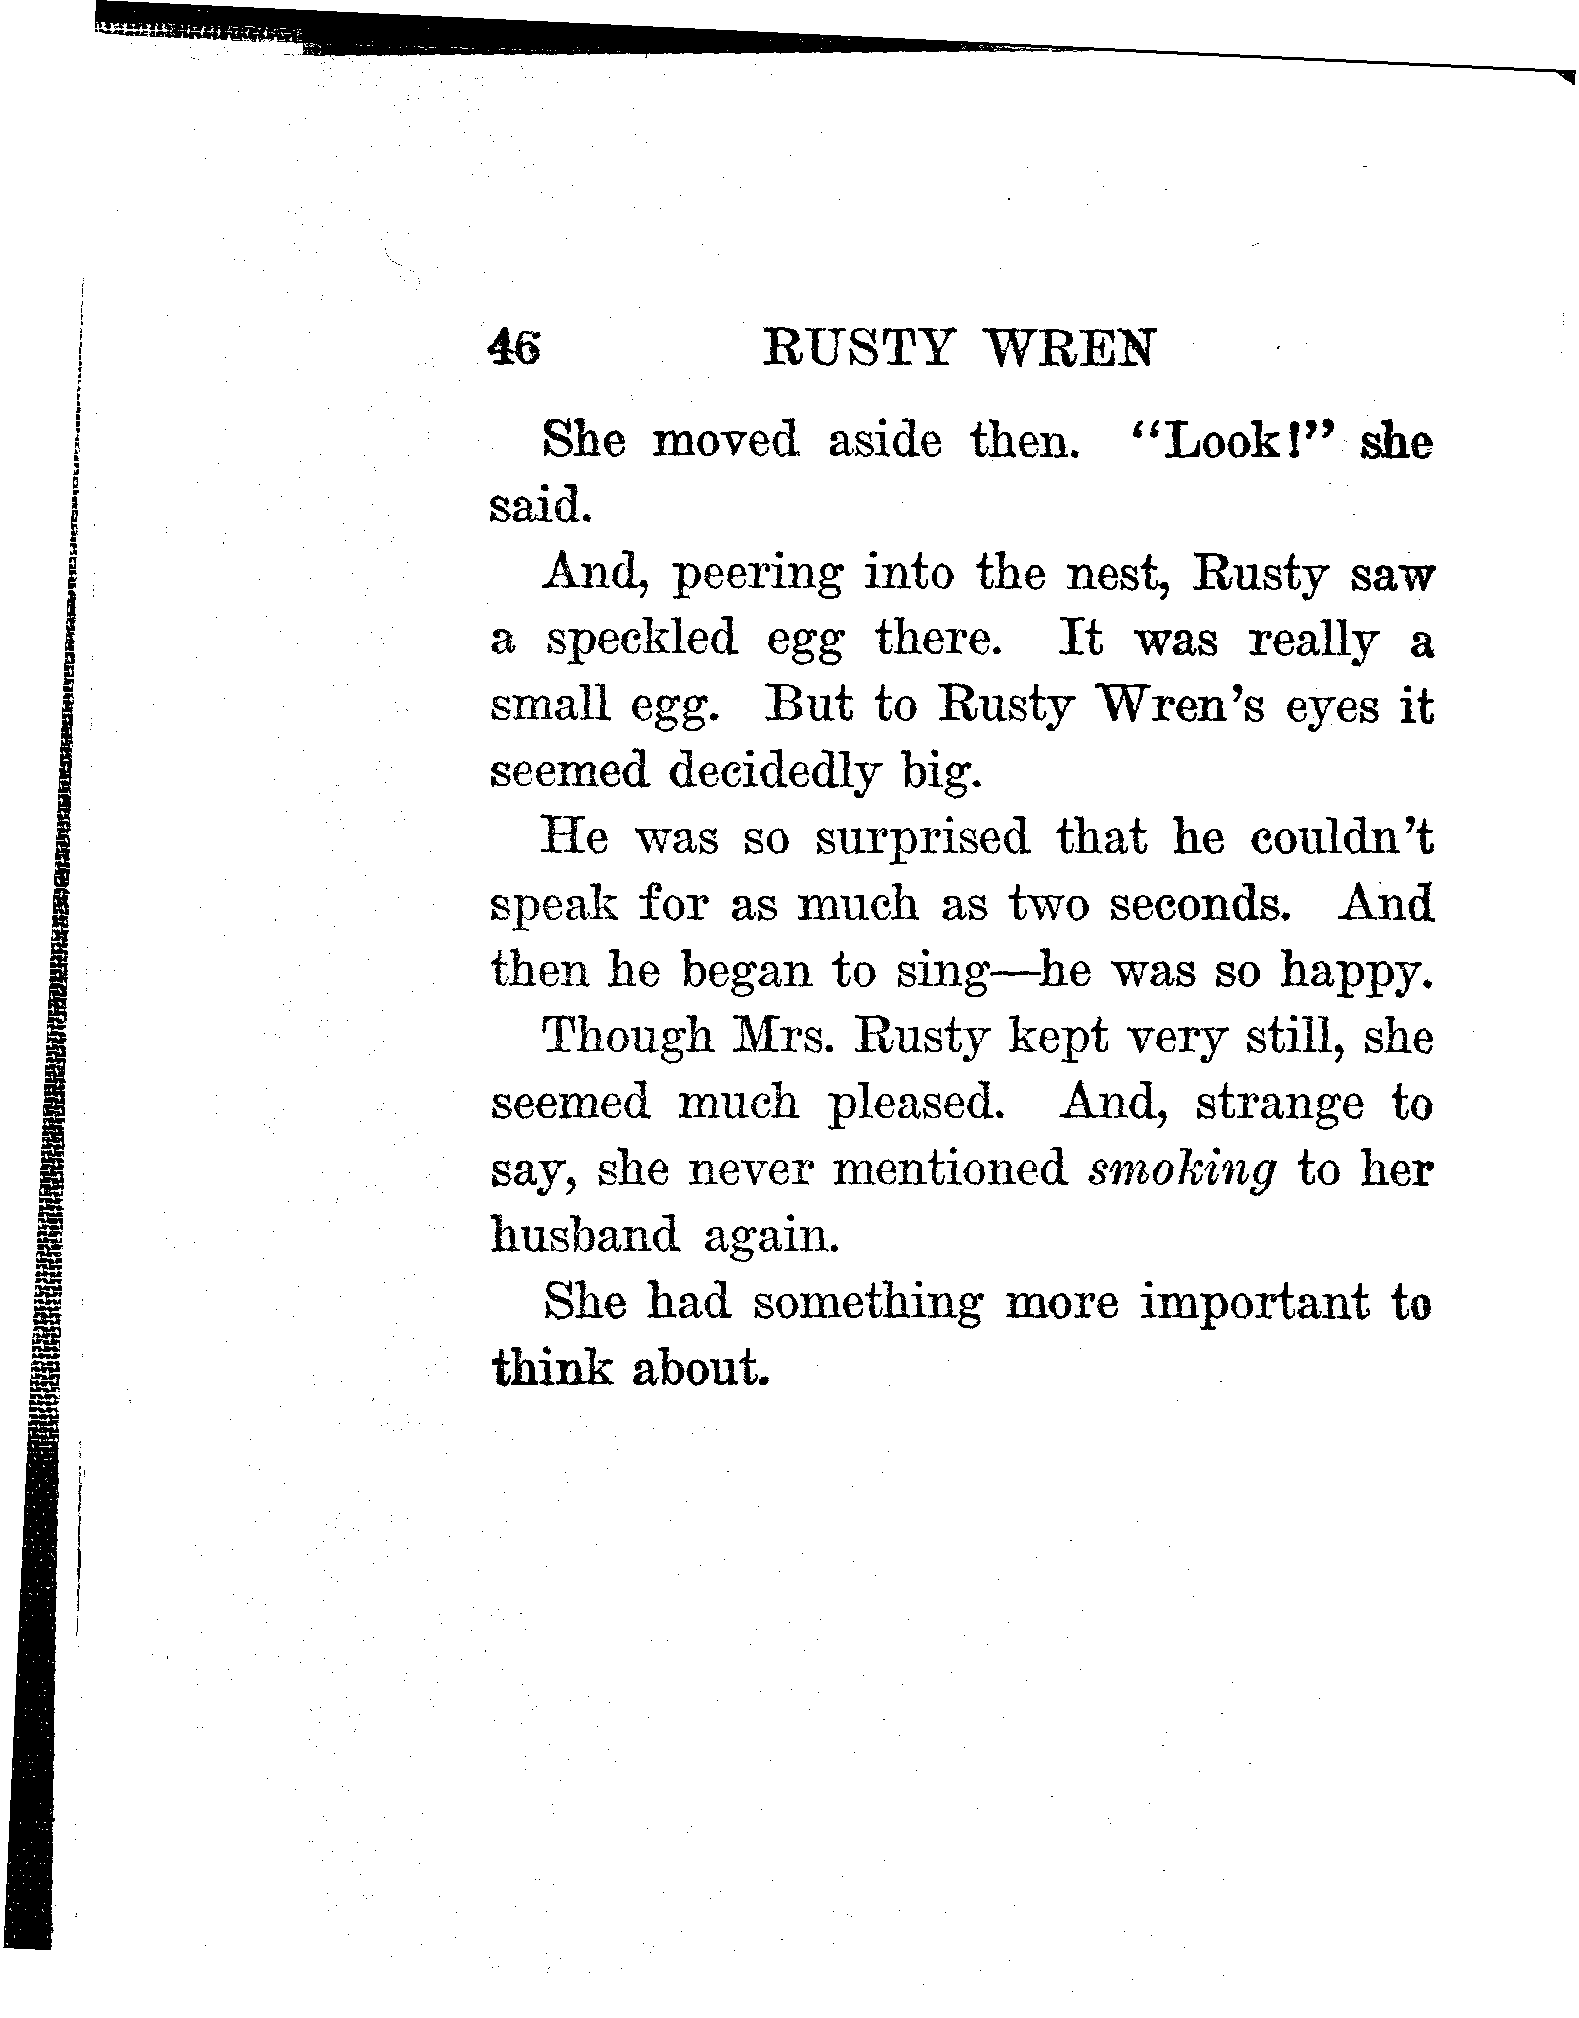 46 RUSTY WREN
She moved aside then. "Look!" she
said.
And, peering into the nest, Rusty saw
a speckled egg there. It was really a
small egg. But to Rusty Wren's eyes it
seemed decidedly big.
He was so surprised that he couldn't
speak for as much as two seconds. And
then he began to sing—he was so happy.
Though Mrs. Rusty kept very still, she
seemed much pleased. And, strange to
say, she never mentioned smoking to her
husband again.
She had something more important to
think about.